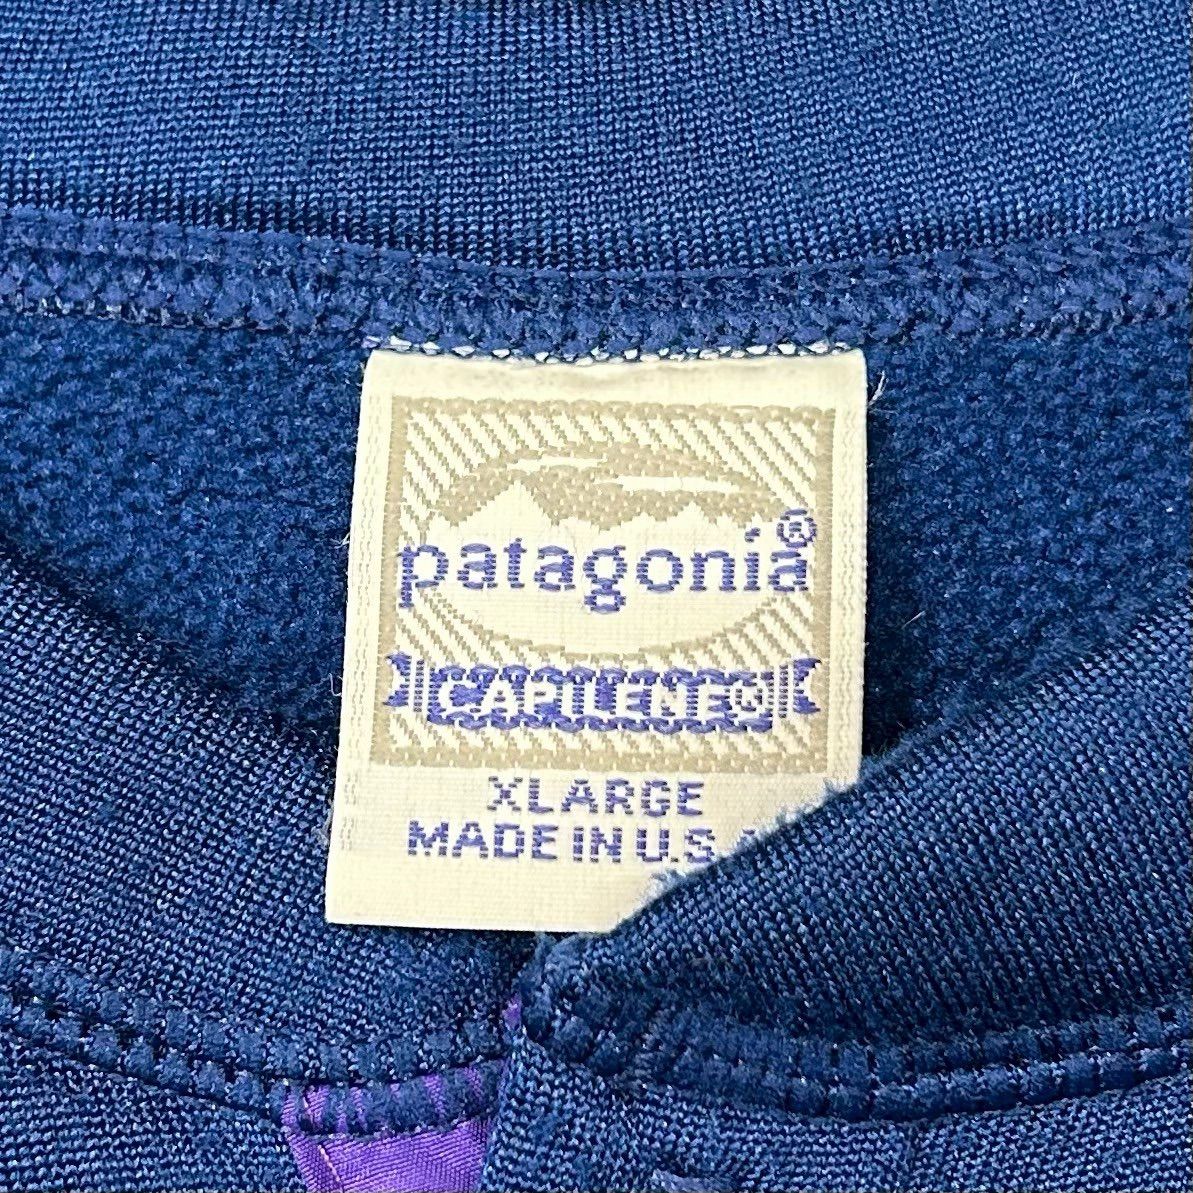 patagonia®
CAPILENE®
XLARGE
MADE IN U.S.